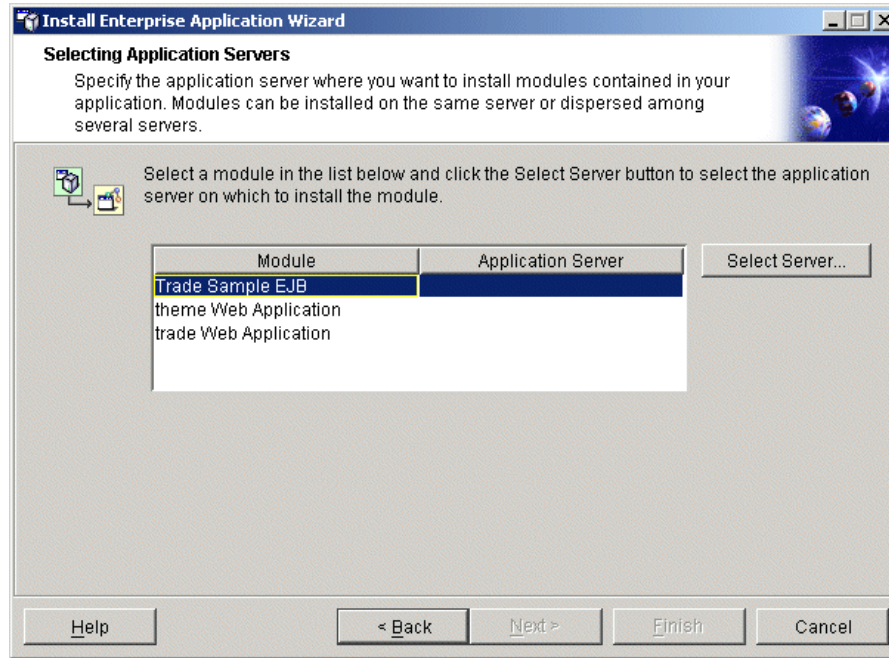 Install Enterprise Application Wizard
Selecting Application Servers
Specify the application server where you want to install modules contained in your
application. Modules can be installed on the same server or dispersed among
several servers.
Select a module in the list below and click the Select Server button to select the application
server on which to install the module.
Module Application Server Select Server...
Trade Sample EJB
theme Web Application
trade Web Application
Help < Back Next > Finish Cancel